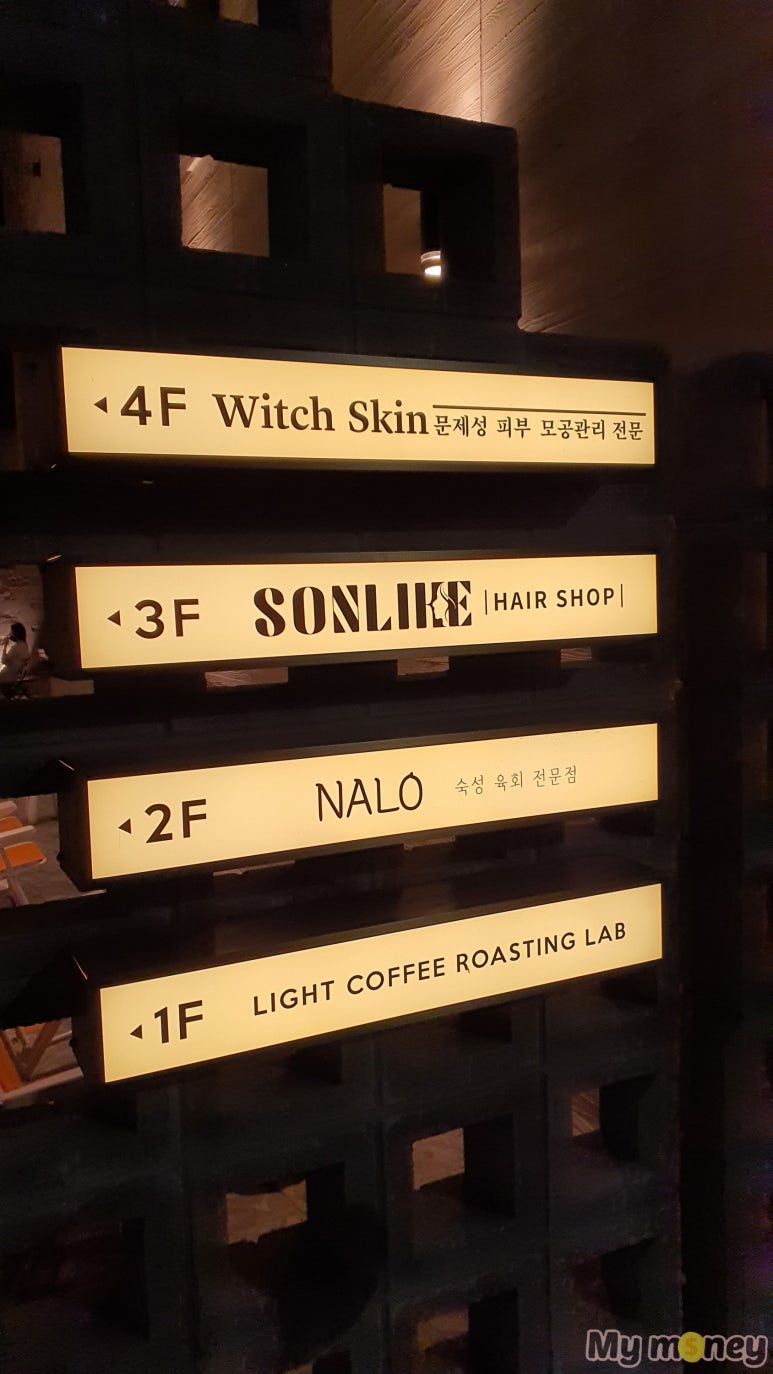 ◂4F Witch Skin 문제성 피부 모공관리 전문
◂3F SONLIKE |HAIR SHOP|
◂2F NALO 숙성 육회 전문점
◂1F LIGHT COFFEE ROASTING LAB
My m$ney